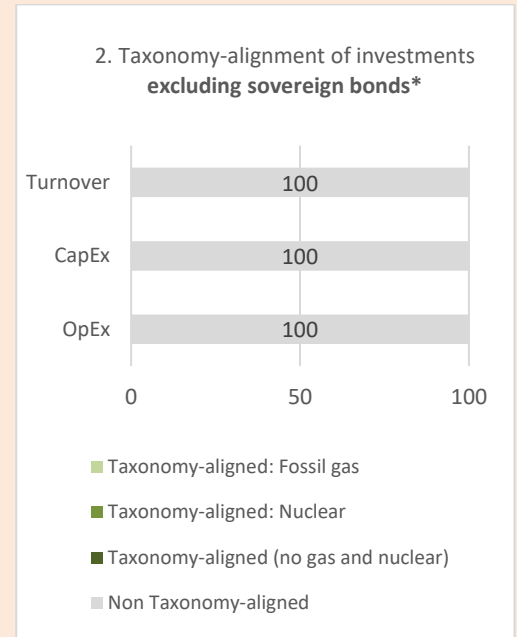 2. Taxonomy-alignment of investments
excluding sovereign bonds*
Turnover
100
CapEx
100
OpEx
100
0 50 100
Taxonomy-aligned: Fossil gas
Taxonomy-aligned: Nuclear
Taxonomy-aligned (no gas and nuclear)
Non Taxonomy-aligned